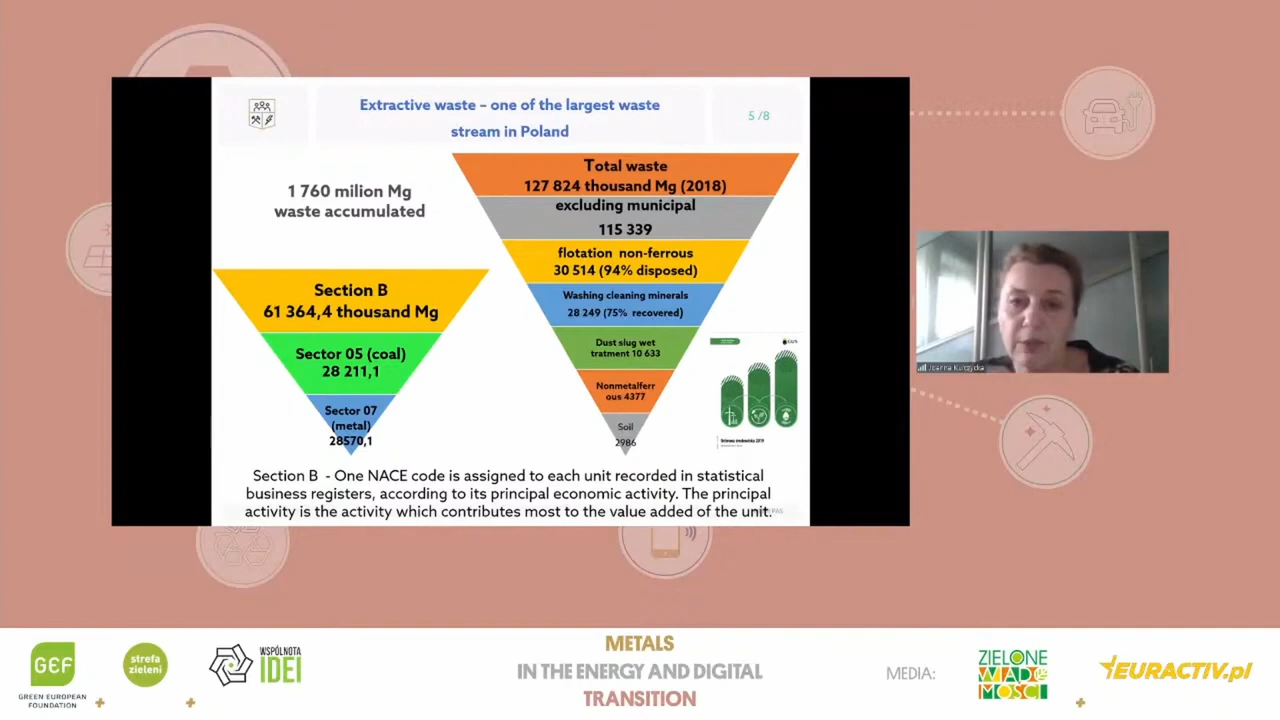 Extractive waste – one of the largest waste
stream in Poland
5 /8
1 760 milion Mg
waste accumulated
Section B
61 364,4 thousand Mg
Sector 05 (coal)
28 211,1
Sector 07
(metal)
28570,1
Total waste
127 824 thousand Mg (2018)
excluding municipal
115 339
flotation non-ferrous
30 514 (94% disposed)
Washing cleaning minerals
28 249 (75% recovered)
Dust slug wet
tratment 10 633
Nonmetalferr
ous 4377
Soil
2986
Section B - One NACE code is assigned to each unit recorded in statistical
business registers, according to its principal economic activity. The principal
activity is the activity which contributes most to the value added of the unit.
Joanna Kulczycka
GEF
GREEN EUROPEAN
FOUNDATION
strefa
zieleni
WSPÓLNOTA
IDEI
METALS
IN THE ENERGY AND DIGITAL
TRANSITION
MEDIA:
ZIELONE
WIADO
MOŚCI
EURACTIV.pl